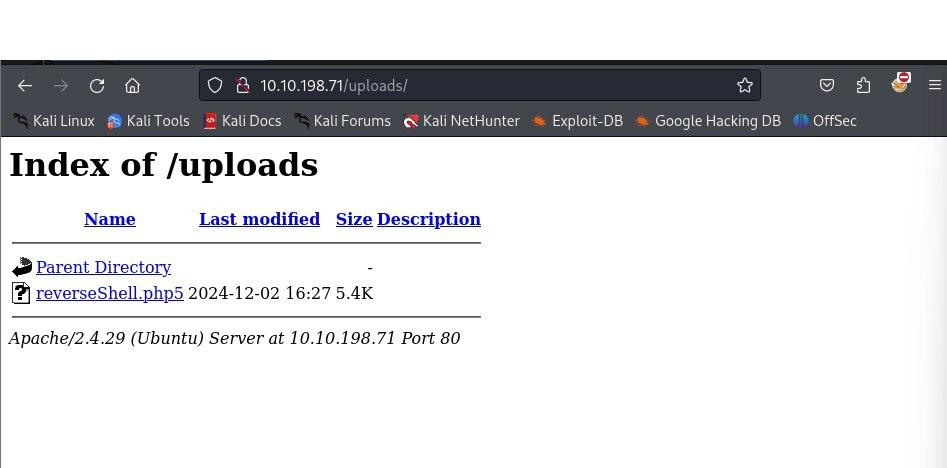 10.10.198.71/uploads/
Kali Linux Kali Tools Kali Docs Kali Forums Kali NetHunter Exploit-DB Google Hacking DB OffSec
Index of /uploads
Name Last modified Size Description
Parent Directory -
reverseShell.php5 2024-12-02 16:27 5.4K
Apache/2.4.29 (Ubuntu) Server at 10.10.198.71 Port 80